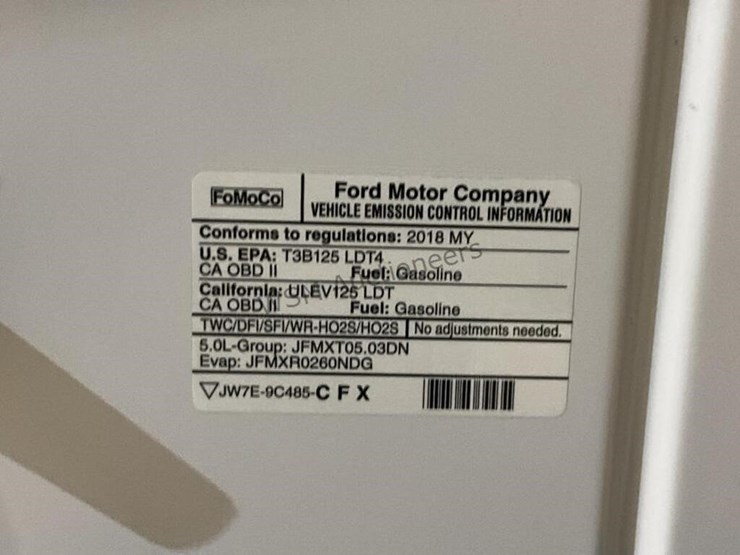 FoMoCo
Ford Motor Company
VEHICLE EMISSION CONTROL INFORMATION
Conforms to regulations: 2018 MY
U.S. EPA: T3B125 LDT4
CA OBD II Fuel: Gasoline
California: ULEV125 LDT
CA OBD II Fuel: Gasoline
TWC/DFI/SFI/WR-HO2S/HO2S No adjustments needed.
5.0L-Group: JFMXT05.03DN
Evap: JFMXR0260NDG
JW7E-9C485-C F X